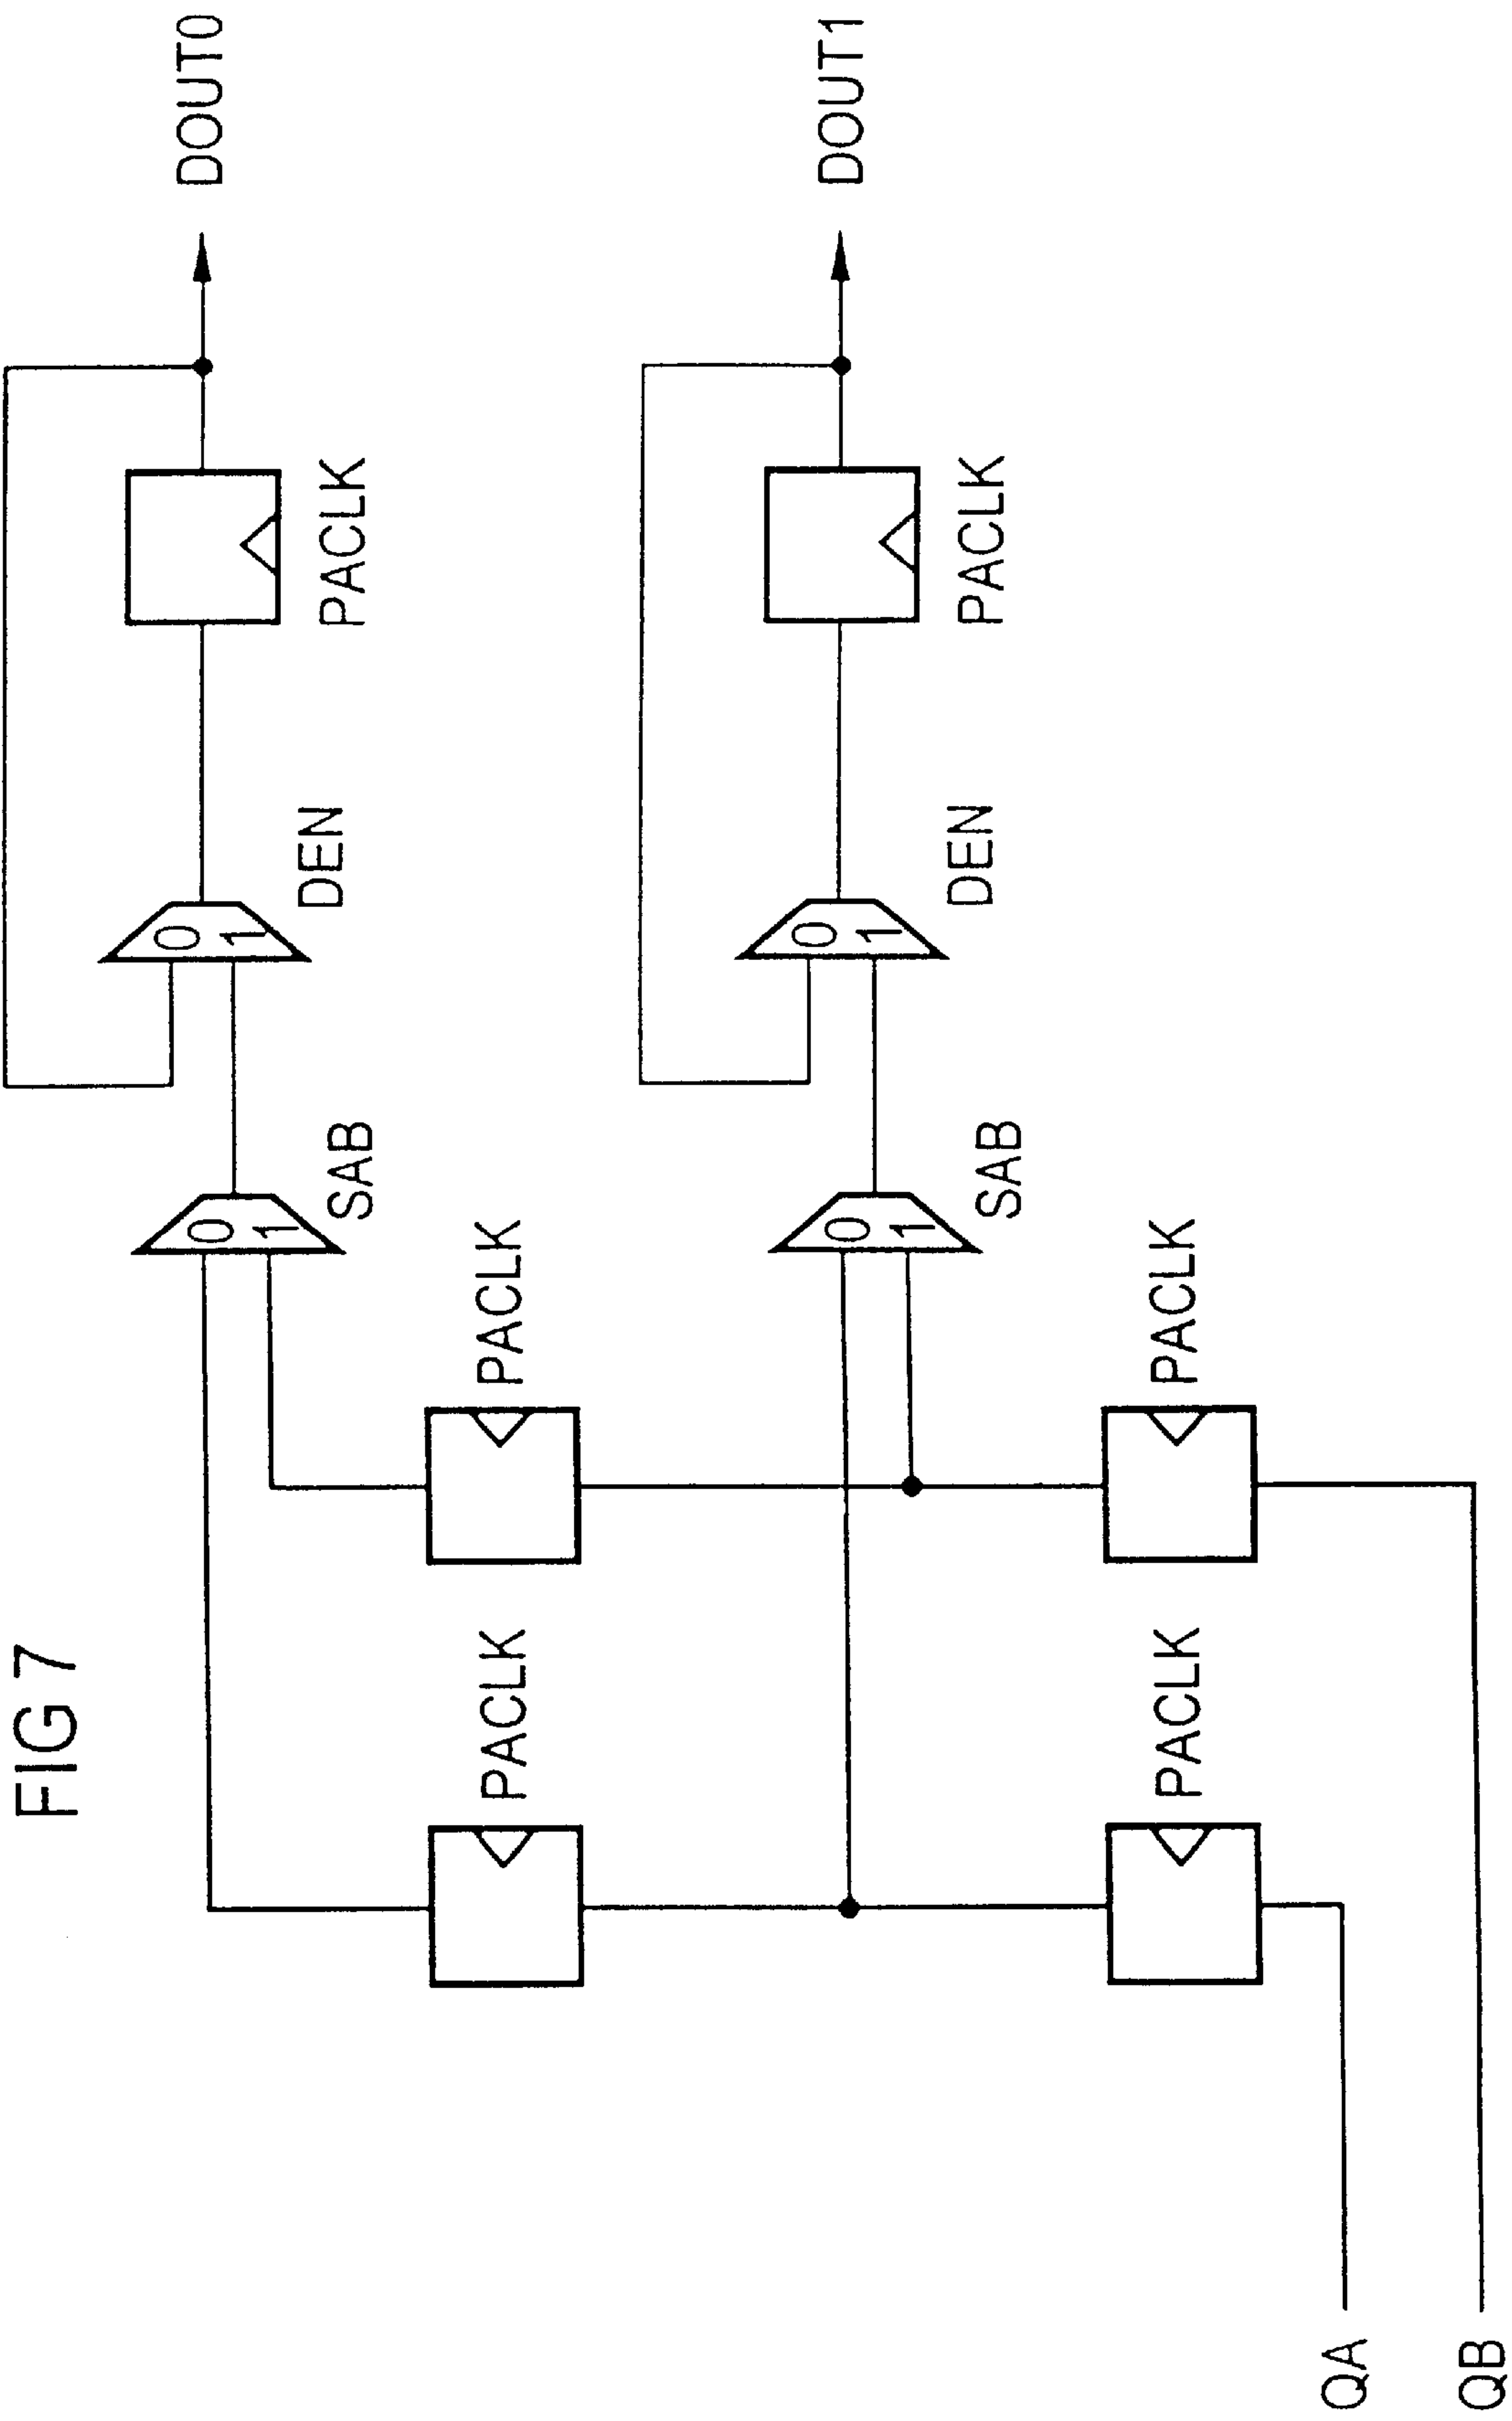 FIG 7
DOUT0
PACLK
DEN
0
1
SAB
0
1
PACLK
PACLK
DOUT1
PACLK
DEN
0
1
SAB
0
1
PACLK
PACLK
QA
QB